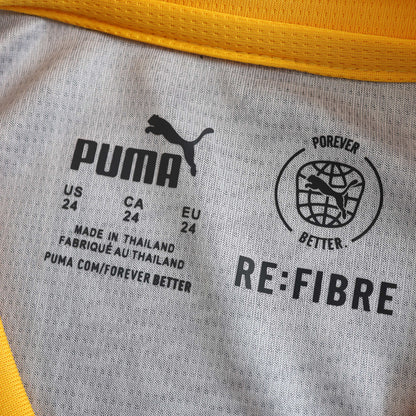 PUMA
US CA EU
24 24 24
MADE IN THAILAND
FABRIQUÉ AU THAILAND
PUMA COM/FOREVER BETTER
POREVER
BETTER.
RE:FIBRE